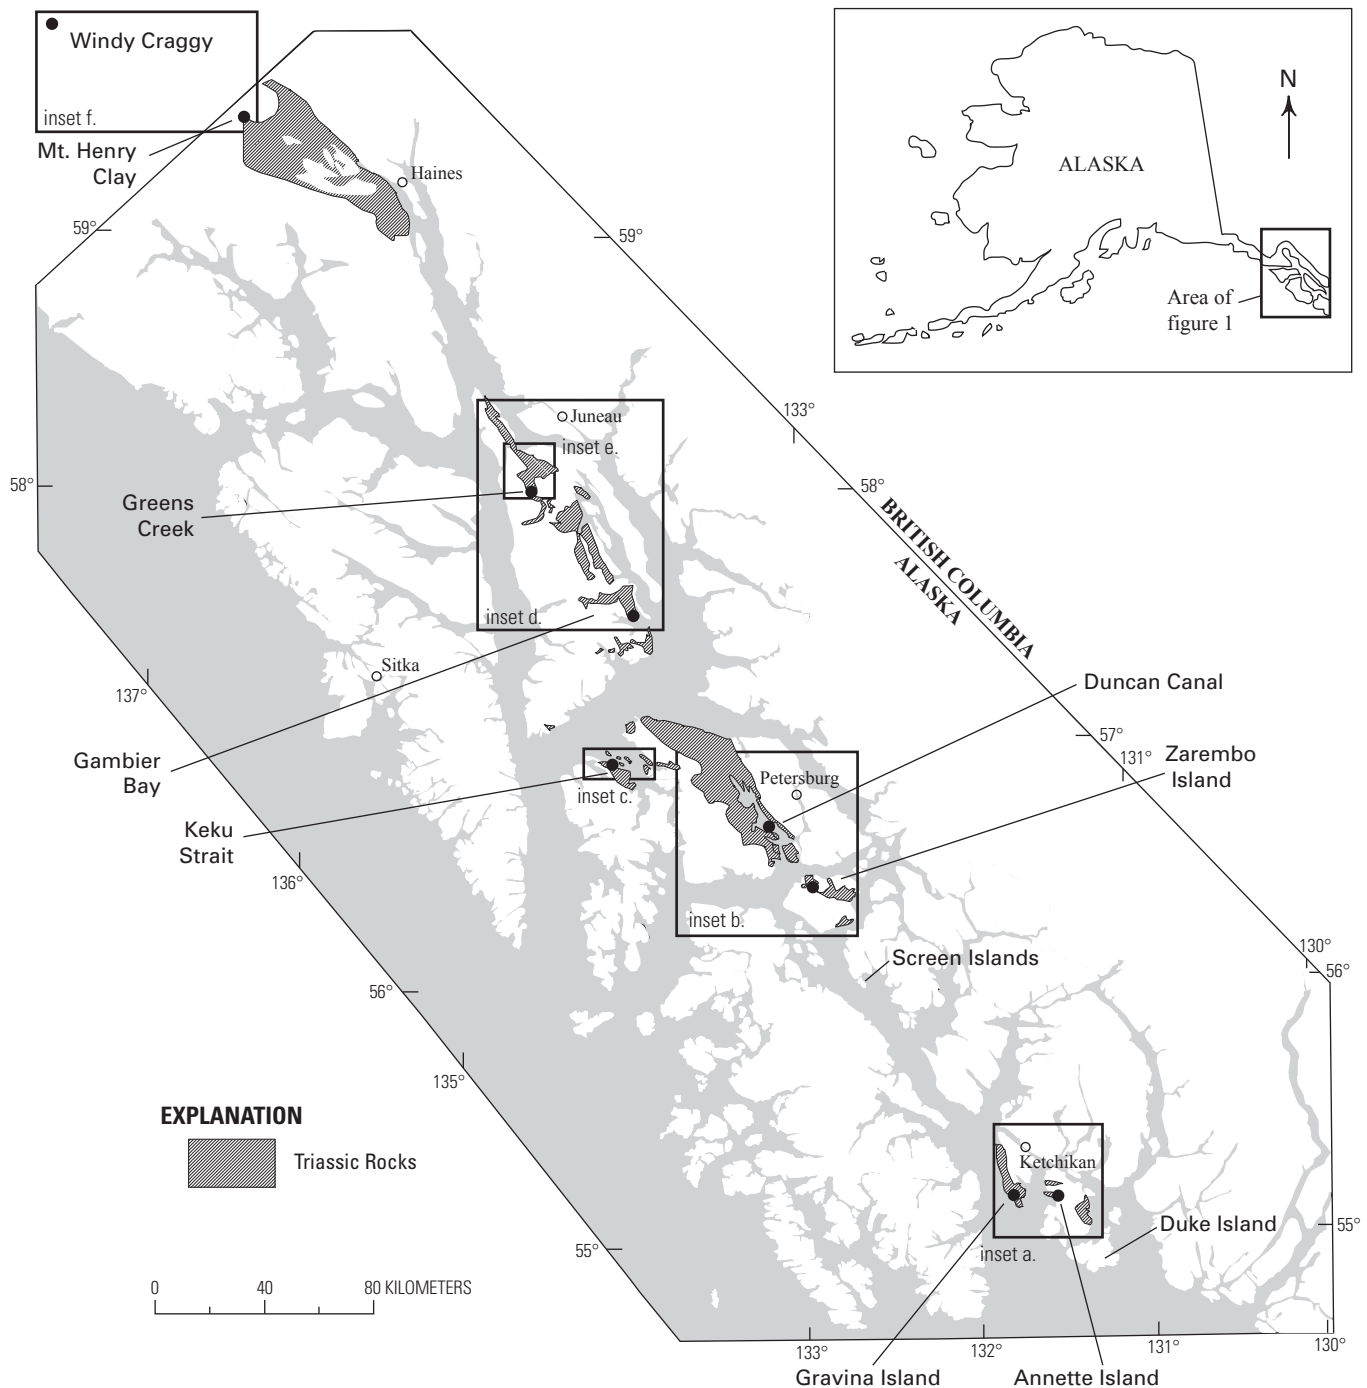 Windy Craggy
inset f.
Mt. Henry
Clay
Haines
59°
59°
N
ALASKA
Area of
figure 1
133°
Juneau
inset e.
58°
58°
Greens
Creek
BRITISH COLUMBIA
ALASKA
inset d.
Sitka
137°
Duncan Canal
57°
131°
Gambier
Bay
Zarembo
Island
Petersburg
inset c.
Keku
Strait
136°
inset b.
130°
56°
Screen Islands
56°
135°
EXPLANATION
Triassic Rocks
Ketchikan
Duke Island
55°
55°
inset a.
0 40 80 KILOMETERS
133°
132°
131°
130°
Gravina Island
Annette Island